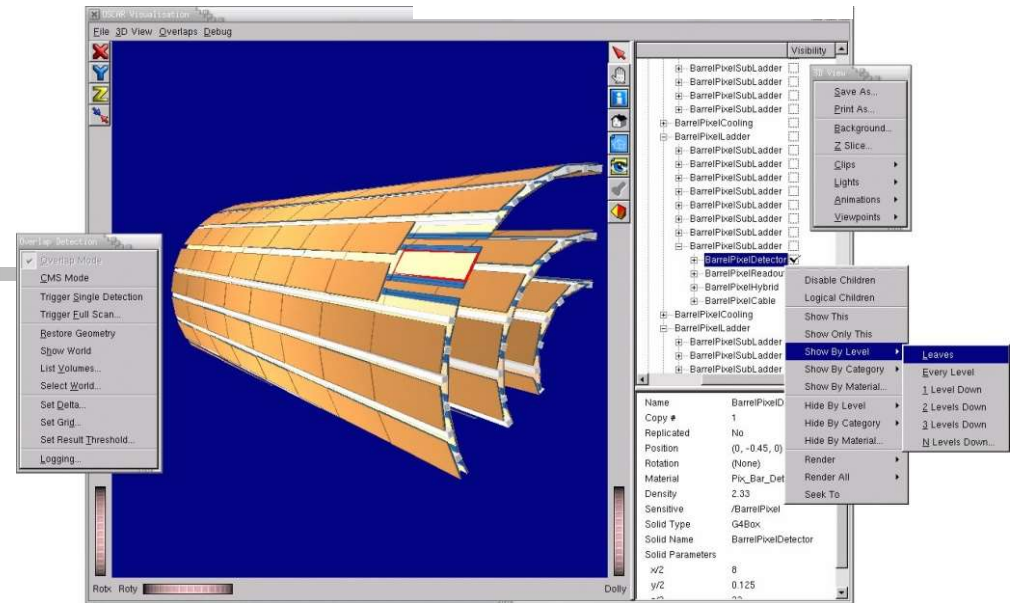 OSCAR Visualisation
File 3D View Overlaps Debug
Visibility
BarrelPixelSubLadder
BarrelPixelSubLadder
BarrelPixelSubLadder
BarrelPixelSubLadder
BarrelPixelCooling
BarrelPixelLadder
BarrelPixelSubLadder
BarrelPixelSubLadder
BarrelPixelSubLadder
BarrelPixelSubLadder
BarrelPixelSubLadder
BarrelPixelSubLadder
BarrelPixelSubLadder
BarrelPixelSubLadder
BarrelPixelDetector
BarrelPixelReadou
BarrelPixelHybrid
BarrelPixelCable
BarrelPixelCooling
BarrelPixelLadder
BarrelPixelSubLadder
BarrelPixelSubLadder
BarrelPixelSubLadder
3D View
Save As...
Print As...
Background...
Z Slice...
Clips
Lights
Animations
Viewpoints
Overlap Detection
Overlap Mode
CMS Mode
Trigger Single Detection
Trigger Full Scan...
Restore Geometry
Show World
List Volumes...
Select World...
Set Delta...
Set Grid...
Set Result Threshold...
Logging...
Disable Children
Logical Children
Show This
Show Only This
Show By Level
Show By Category
Show By Material...
Hide By Level
Hide By Category
Hide By Material...
Render
Render All
Seek To
Leaves
Every Level
1 Level Down
2 Levels Down
3 Levels Down
N Levels Down...
Name BarrelPixelD
Copy # 1
Replicated No
Position (0, -0.45, 0)
Rotation (None)
Material Pix_Bar_Det
Density 2.33
Sensitive /BarrelPixel
Solid Type G4Box
Solid Name BarrelPixelDetector
Solid Parameters
x/2 8
y/2 0.125
Rotx Roty Dolly